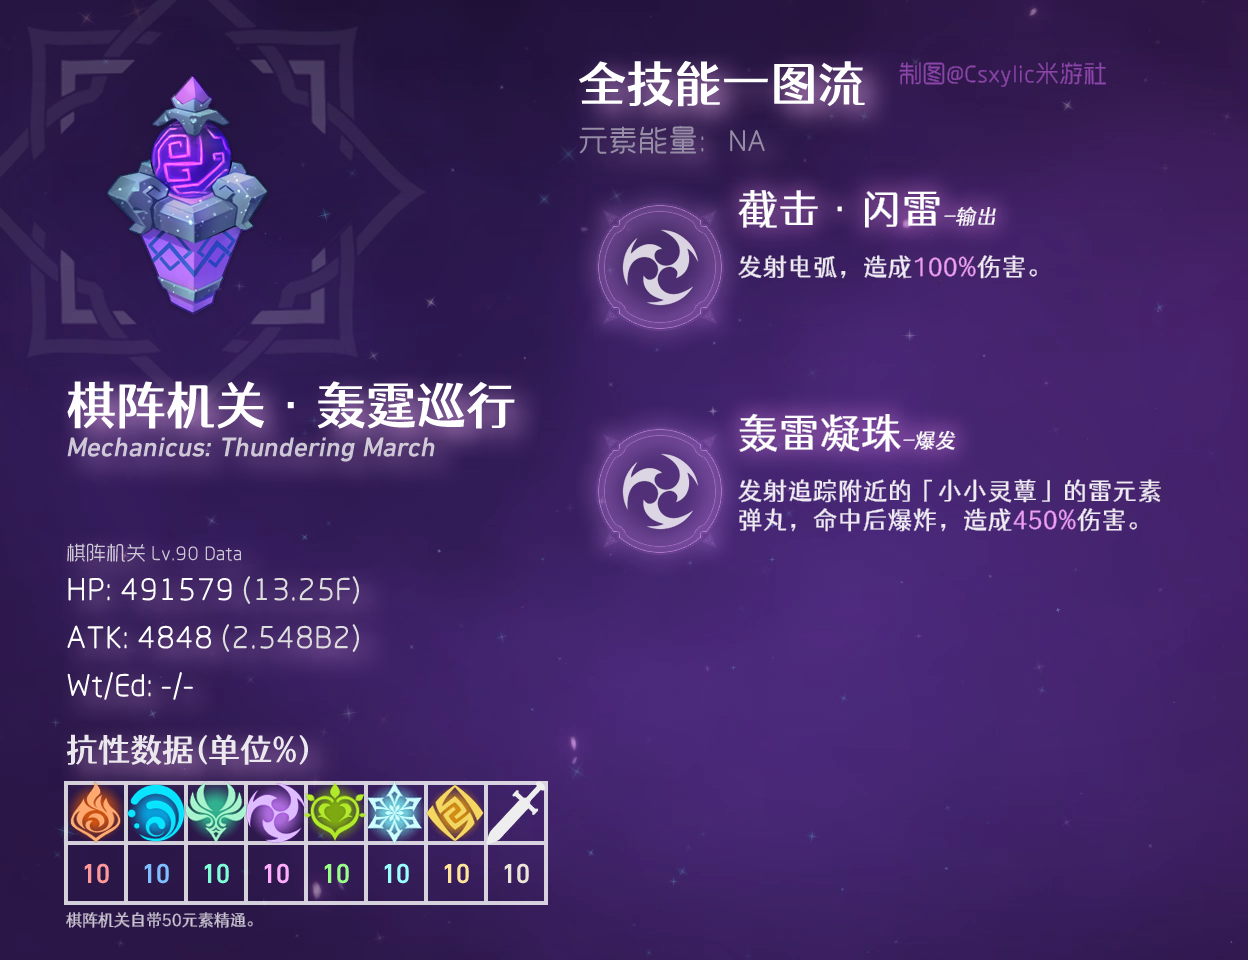 全技能一图流
制图@Csxylic米游社
元素能量： NA
截击·闪雷–输出
发射电弧，造成100%伤害。
棋阵机关·轰霆巡行
Mechanicus: Thundering March
轰雷凝珠–爆发
发射追踪附近的「小小灵蕈」的雷元素
弹丸，命中后爆炸，造成450%伤害。
棋阵机关 Lv.90 Data
HP: 491579 (13.25F)
ATK: 4848 (2.548B2)
Wt/Ed: -/-
抗性数据(单位%)
10 10 10 10 10 10 10 10
棋阵机关自带50元素精通。